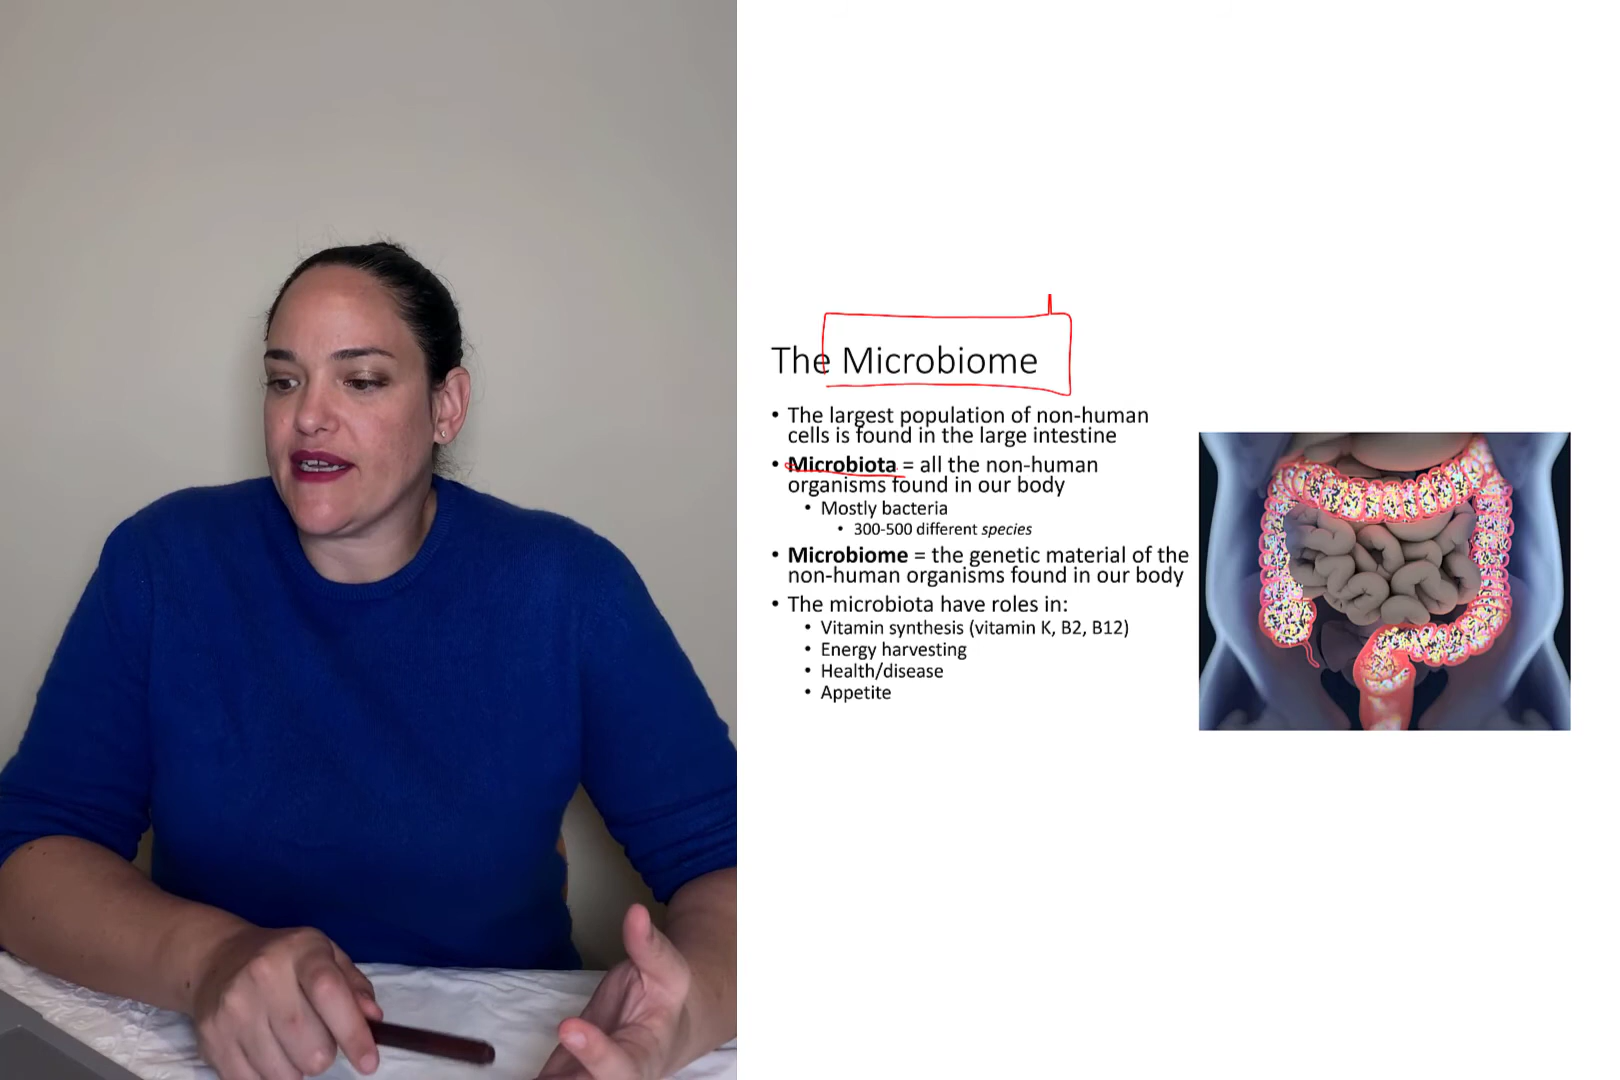 The Microbiome
• The largest population of non-human
cells is found in the large intestine
• Microbiota = all the non-human
organisms found in our body
• Mostly bacteria
• 300-500 different species
• Microbiome = the genetic material of the
non-human organisms found in our body
• The microbiota have roles in:
• Vitamin synthesis (vitamin K, B2, B12)
• Energy harvesting
• Health/disease
• Appetite